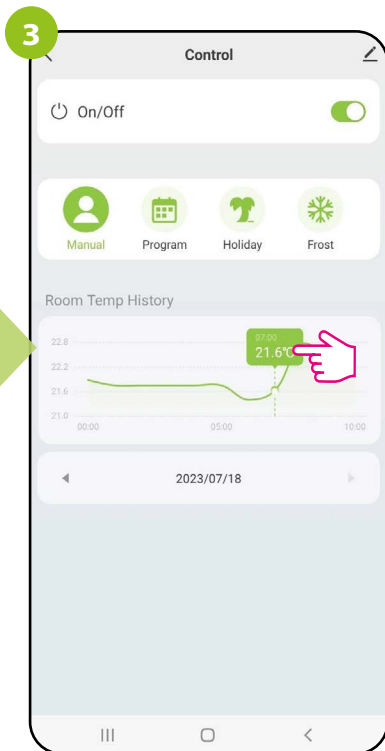 3
Control
On/Off
Manual Program Holiday Frost
Room Temp History
22.8
07:00
21.6℃
22.2
21.6
21.0
00:00 05:00 10:00
2023/07/18